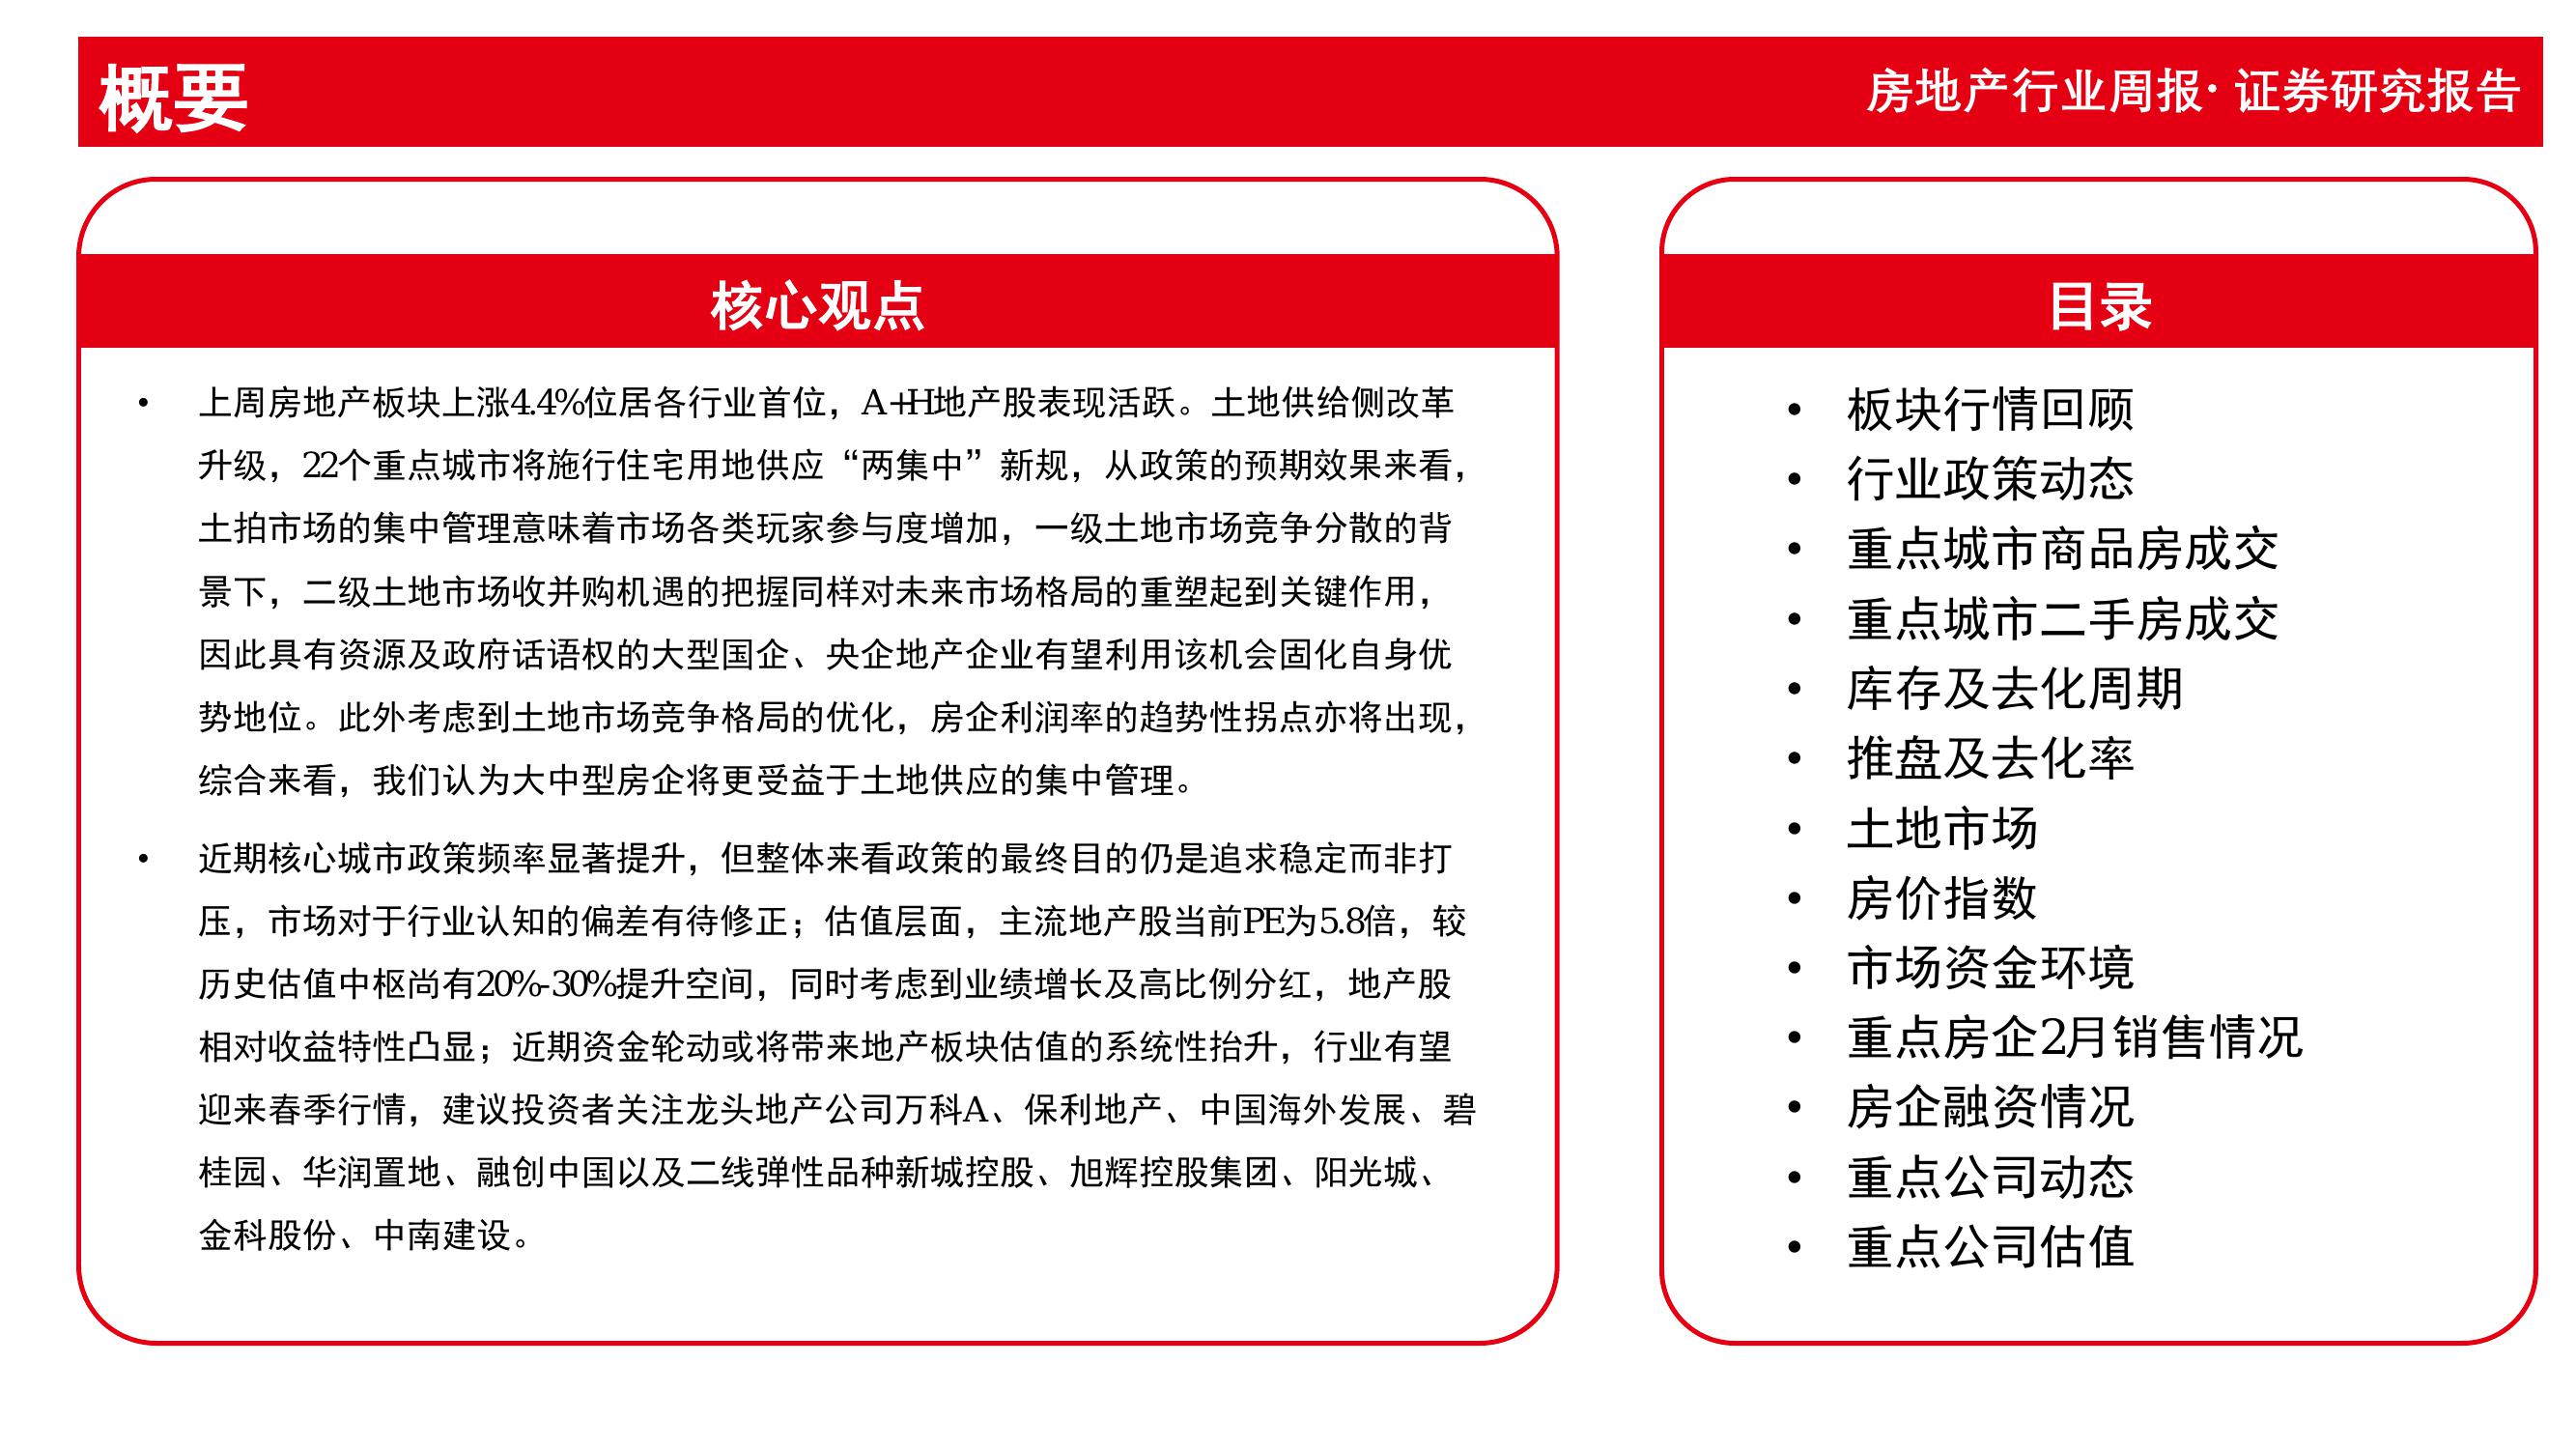 概要
房地产行业周报· 证券研究报告
核心观点
• 上周房地产板块上涨4.4%位居各行业首位，A+H地产股表现活跃。土地供给侧改革
升级，22个重点城市将施行住宅用地供应“两集中”新规，从政策的预期效果来看，
土拍市场的集中管理意味着市场各类玩家参与度增加，一级土地市场竞争分散的背
景下，二级土地市场收并购机遇的把握同样对未来市场格局的重塑起到关键作用，
因此具有资源及政府话语权的大型国企、央企地产企业有望利用该机会固化自身优
势地位。此外考虑到土地市场竞争格局的优化，房企利润率的趋势性拐点亦将出现，
综合来看，我们认为大中型房企将更受益于土地供应的集中管理。
• 近期核心城市政策频率显著提升，但整体来看政策的最终目的仍是追求稳定而非打
压，市场对于行业认知的偏差有待修正；估值层面，主流地产股当前PE为5.8倍，较
历史估值中枢尚有20%-30%提升空间，同时考虑到业绩增长及高比例分红，地产股
相对收益特性凸显；近期资金轮动或将带来地产板块估值的系统性抬升，行业有望
迎来春季行情，建议投资者关注龙头地产公司万科A、保利地产、中国海外发展、碧
桂园、华润置地、融创中国以及二线弹性品种新城控股、旭辉控股集团、阳光城、
金科股份、中南建设。
目录
• 板块行情回顾
• 行业政策动态
• 重点城市商品房成交
• 重点城市二手房成交
• 库存及去化周期
• 推盘及去化率
• 土地市场
• 房价指数
• 市场资金环境
• 重点房企2月销售情况
• 房企融资情况
• 重点公司动态
• 重点公司估值